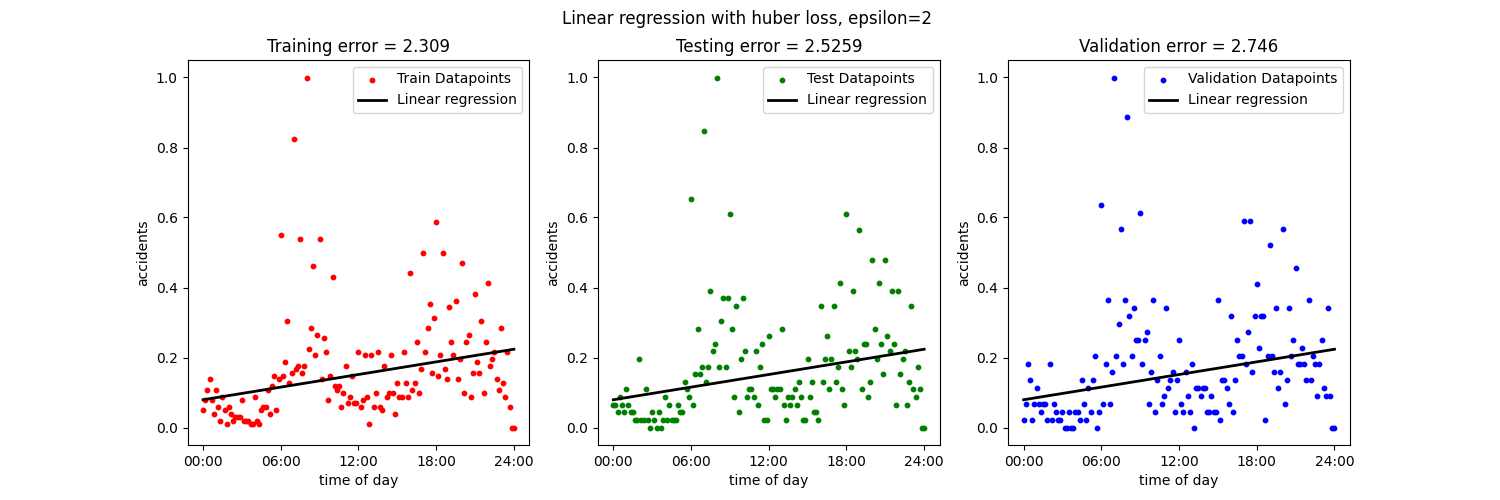 Linear regression with huber loss, epsilon=2
Training error = 2.309
Train Datapoints
Linear regression
1.0
0.8
0.6
0.4
0.2
0.0
accidents
00:00 06:00 12:00 18:00 24:00
time of day
Testing error = 2.5259
Test Datapoints
Linear regression
1.0
0.8
0.6
0.4
0.2
0.0
accidents
00:00 06:00 12:00 18:00 24:00
time of day
Validation error = 2.746
Validation Datapoints
Linear regression
1.0
0.8
0.6
0.4
0.2
0.0
accidents
00:00 06:00 12:00 18:00 24:00
time of day